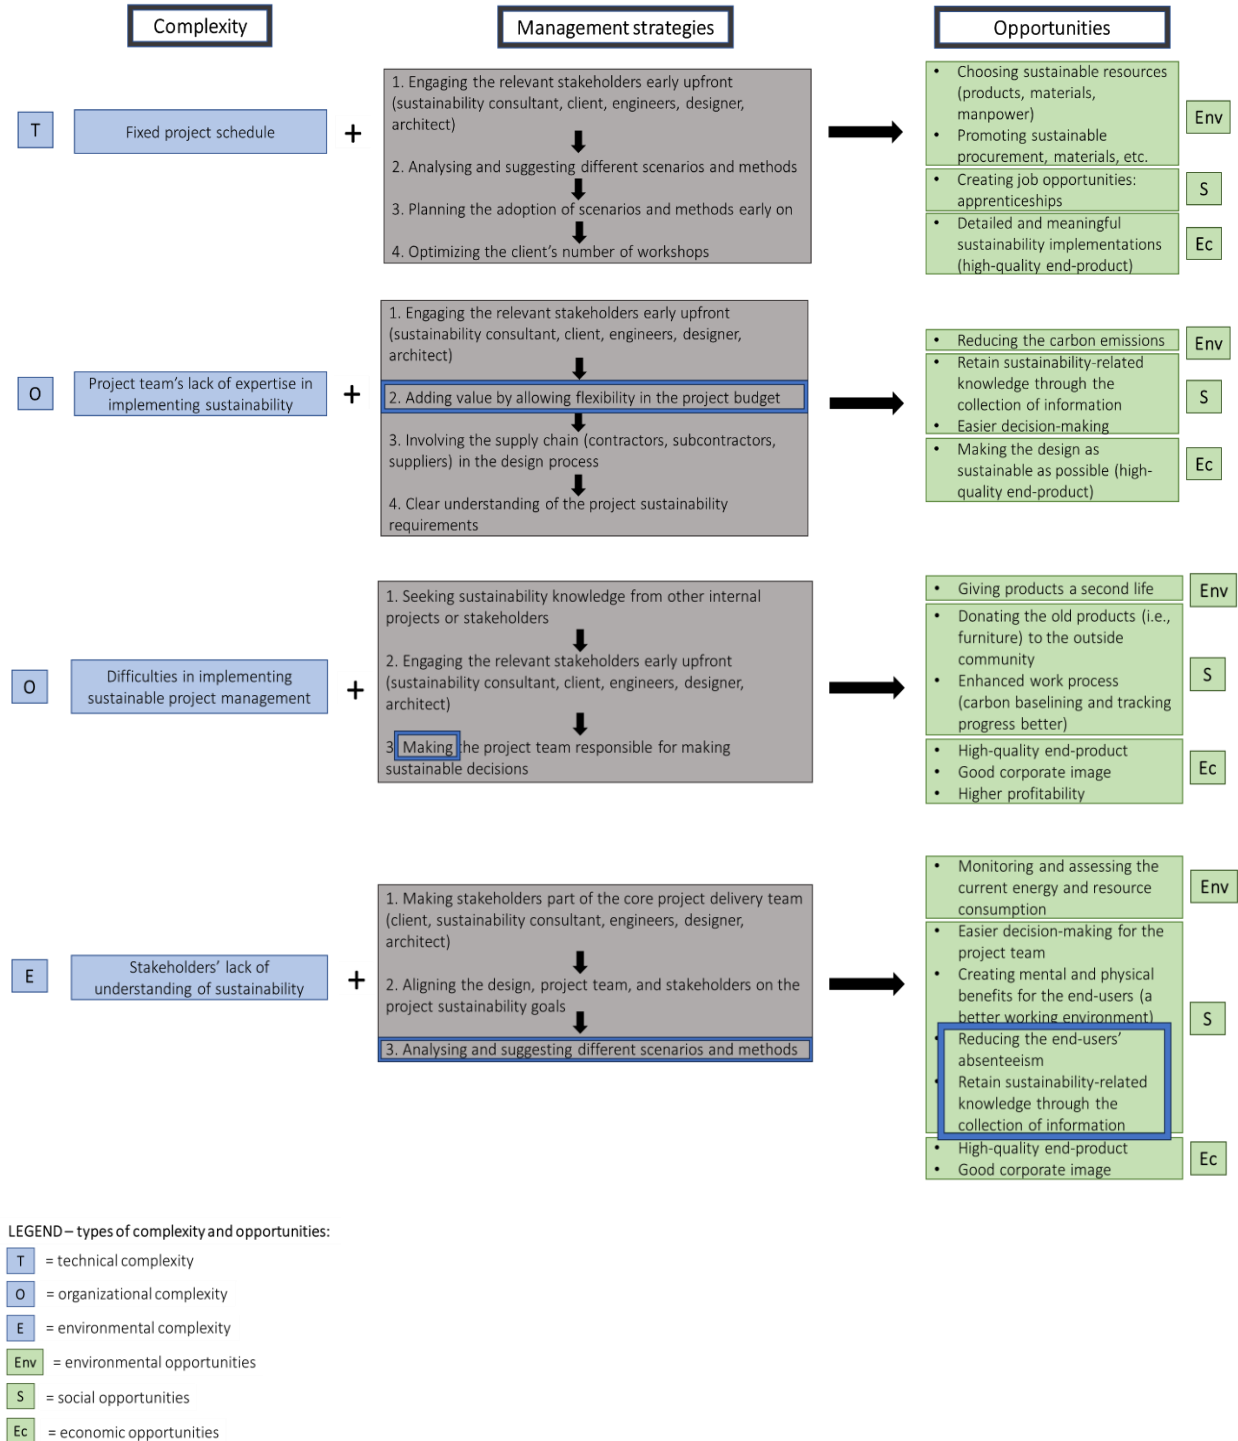 Complexity
Management strategies
Opportunities
T
Fixed project schedule
+
1. Engaging the relevant stakeholders early upfront
(sustainability consultant, client, engineers, designer,
architect)
2. Analysing and suggesting different scenarios and methods
3. Planning the adoption of scenarios and methods early on
4. Optimizing the client's number of workshops
• Choosing sustainable resources
(products, materials,
manpower)
• Promoting sustainable
procurement, materials, etc.
Env
• Creating job opportunities:
apprenticeships
S
• Detailed and meaningful
sustainability implementations
(high-quality end-product)
Ec
O
Project team's lack of expertise in
implementing sustainability
+
1. Engaging the relevant stakeholders early upfront
(sustainability consultant, client, engineers, designer,
architect)
2. Adding value by allowing flexibility in the project budget
3. Involving the supply chain (contractors, subcontractors,
suppliers) in the design process
4. Clear understanding of the project sustainability
requirements
• Reducing the carbon emissions
Env
• Retain sustainability-related
knowledge through the
collection of information
• Easier decision-making
S
• Making the design as
sustainable as possible (high-
quality end-product)
Ec
O
Difficulties in implementing
sustainable project management
+
1. Seeking sustainability knowledge from other internal
projects or stakeholders
2. Engaging the relevant stakeholders early upfront
(sustainability consultant, client, engineers, designer,
architect)
3 Making the project team responsible for making
sustainable decisions
• Giving products a second life
Env
• Donating the old products (i.e.,
furniture) to the outside
community
• Enhanced work process
(carbon baselining and tracking
progress better)
S
• High-quality end-product
• Good corporate image
• Higher profitability
Ec
E
Stakeholders' lack of
understanding of sustainability
+
1. Making stakeholders part of the core project delivery team
(client, sustainability consultant, engineers, designer,
architect)
2. Aligning the design, project team, and stakeholders on the
project sustainability goals
3. Analysing and suggesting different scenarios and methods
• Monitoring and assessing the
current energy and resource
consumption
Env
• Easier decision-making for the
project team
• Creating mental and physical
benefits for the end-users (a
better working environment)
• Reducing the end-users'
absenteeism
• Retain sustainability-related
knowledge through the
collection of information
S
• High-quality end-product
• Good corporate image
Ec
LEGEND – types of complexity and opportunities:
T = technical complexity
O = organizational complexity
E = environmental complexity
Env = environmental opportunities
S = social opportunities
Ec = economic opportunities